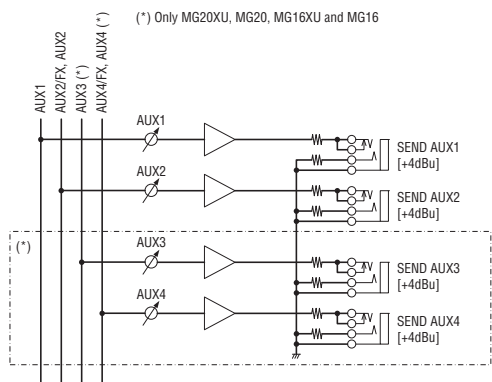 (*) Only MG20XU, MG20, MG16XU and MG16
AUX1
AUX2/FX, AUX2
AUX3 (*)
AUX4/FX, AUX4 (*)
AUX1
SEND AUX1
[+4dBu]
AUX2
SEND AUX2
[+4dBu]
(*)
AUX3
SEND AUX3
[+4dBu]
AUX4
SEND AUX4
[+4dBu]